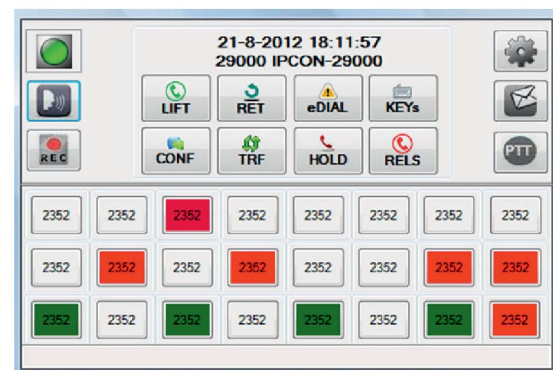 21-8-2012 18:11:57
29000 IPCON-29000
LIFT RET eDIAL KEYs
REC CONF TRF HOLD RELS PTT
2352 2352 2352 2352 2352 2352 2352 2352
2352 2352 2352 2352 2352 2352 2352 2352
2352 2352 2352 2352 2352 2352 2352 2352